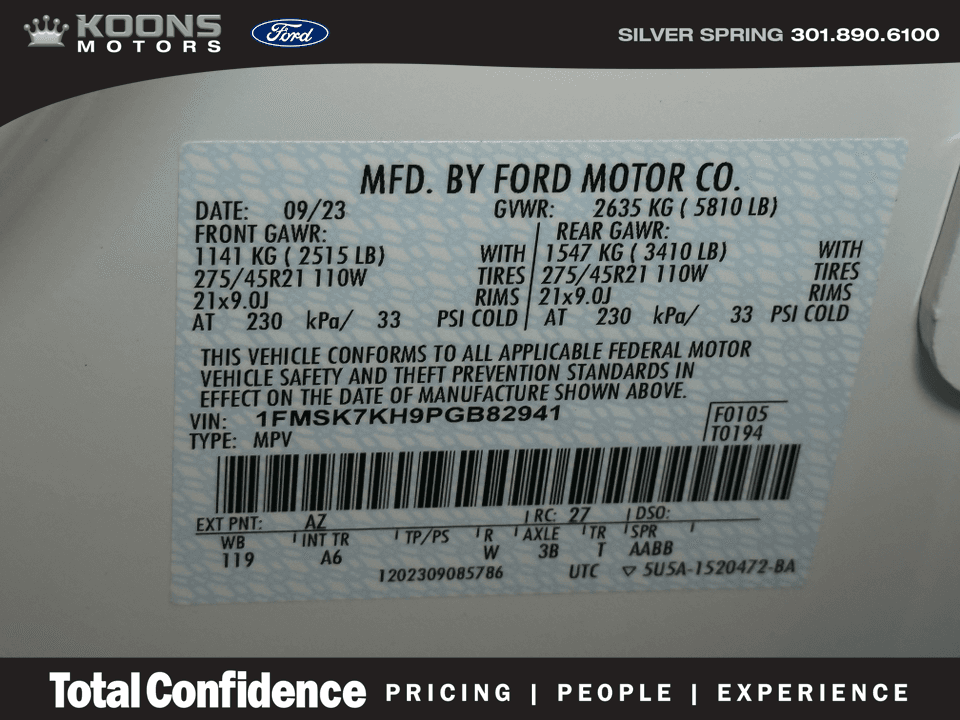 KOONS
MOTORS
Ford
SILVER SPRING 301.890.6100
MFD. BY FORD MOTOR CO.
DATE: 09/23 GVWR: 2635 KG ( 5810 LB)
FRONT GAWR: REAR GAWR:
1141 KG ( 2515 LB) WITH 1547 KG ( 3410 LB) WITH
275/45R21 110W TIRES 275/45R21 110W TIRES
21x9.0J RIMS 21x9.0J RIMS
AT 230 kPa/ 33 PSI COLD AT 230 kPa/ 33 PSI COLD
THIS VEHICLE CONFORMS TO ALL APPLICABLE FEDERAL MOTOR
VEHICLE SAFETY AND THEFT PREVENTION STANDARDS IN
EFFECT ON THE DATE OF MANUFACTURE SHOWN ABOVE.
VIN: 1FMSK7KH9PGB82941 F0105
TYPE: MPV T0194
EXT PNT: AZ RC: 27 DSO:
WB INT TR TP/PS R AXLE TR SPR
119 A6 W 3B T AABB
1202309085786 UTC ▽ 5U5A-1520472-BA
Total Confidence PRICING | PEOPLE | EXPERIENCE